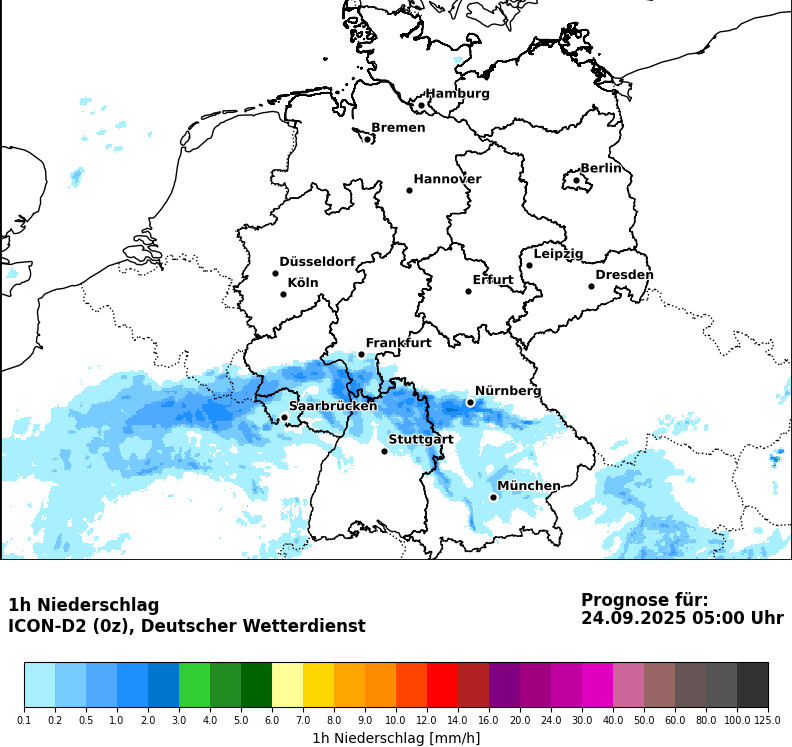 Hamburg
Bremen
Berlin
Hannover
Düsseldorf
Leipzig
Köln
Erfurt
Dresden
Frankfurt
Nürnberg
Saarbrücken
Stuttgart
München
1h Niederschlag
ICON-D2 (0z), Deutscher Wetterdienst
Prognose für:
24.09.2025 05:00 Uhr
0.1 0.2 0.5 1.0 2.0 3.0 4.0 5.0 6.0 7.0 9.0 10.0 12.0 14.0 16.0 20.0 24.0 30.0 40.0 50.0 60.0 80.0 100.0 125.0
1h Niederschlag [mm/h]